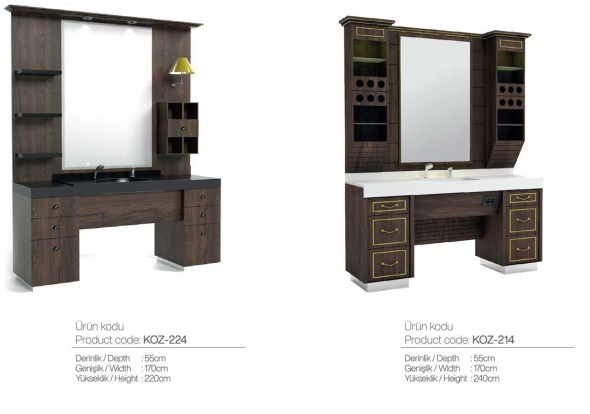 Ürün kodu
Product code: KOZ-224
Derinlik / Depth : 55cm
Genişlik / Width : 170cm
Yükseklik / Height : 220cm
Ürün kodu
Product code: KOZ-214
Derinlik / Depth : 55cm
Genişlik / Width : 170cm
Yükseklik / Height : 240cm